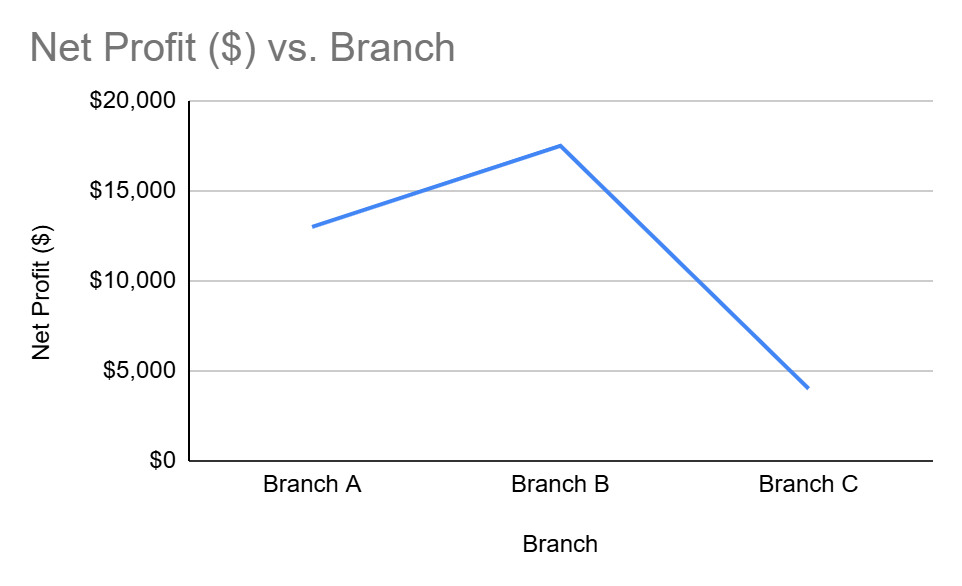 Net Profit ($) vs. Branch
$20,000
$15,000
$10,000
$5,000
$0
Net Profit ($)
Branch A
Branch B
Branch C
Branch